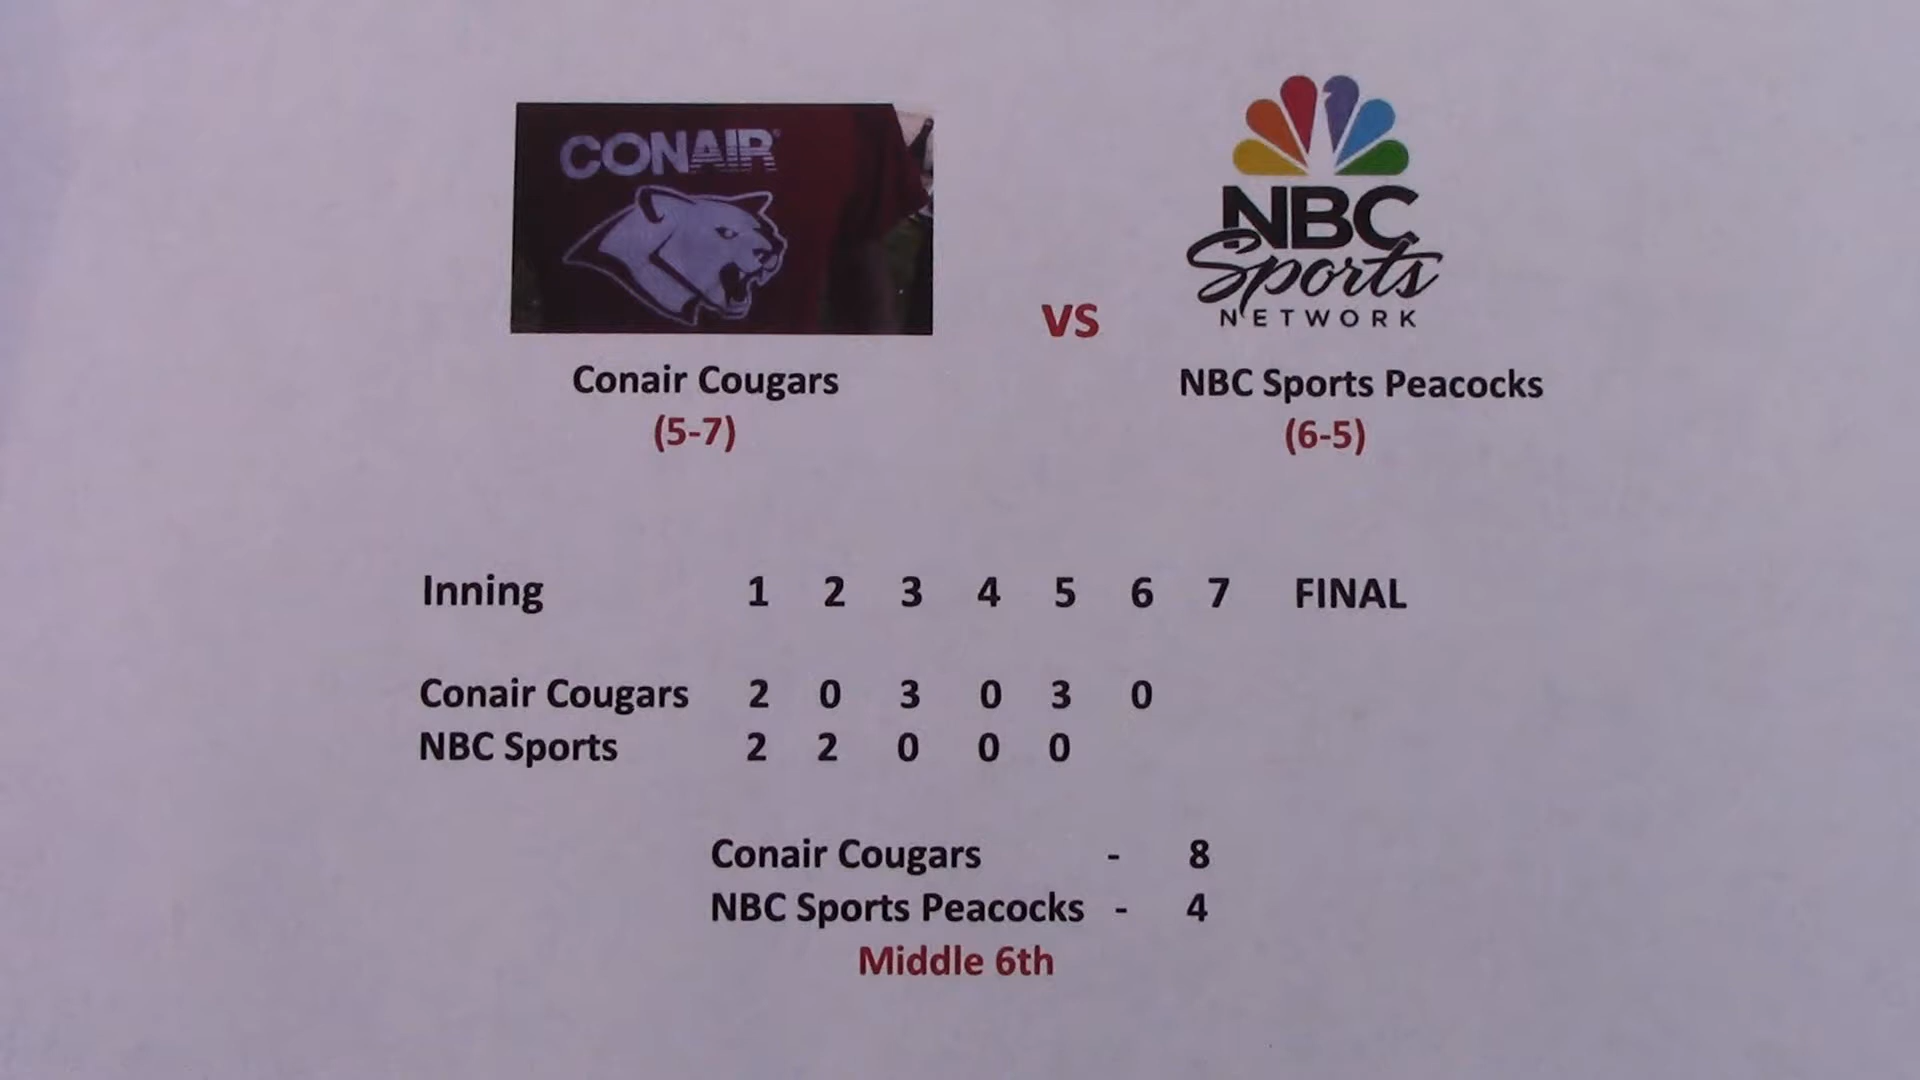 CONAIR
NBC
Sports
NETWORK
VS
Conair Cougars
(5-7)
NBC Sports Peacocks
(6-5)
Inning 1 2 3 4 5 6 7 FINAL
Conair Cougars 2 0 3 0 3 0
NBC Sports 2 2 0 0 0
Conair Cougars - 8
NBC Sports Peacocks - 4
Middle 6th